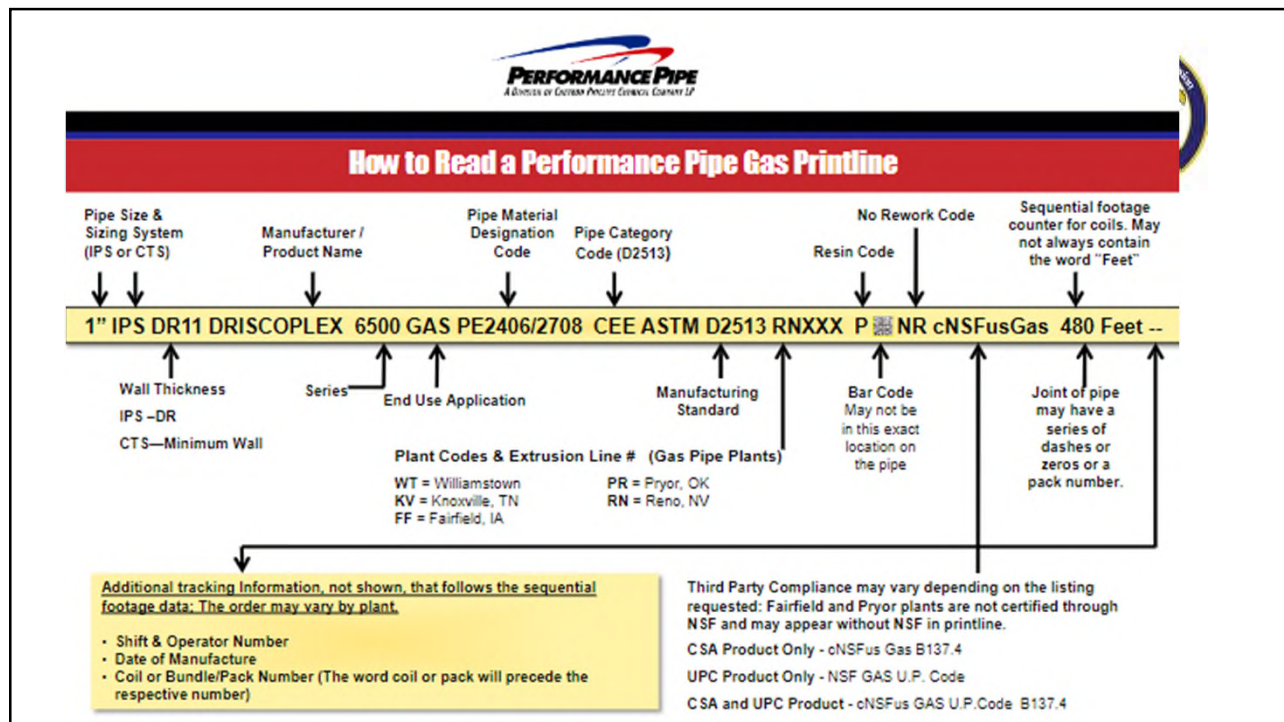 PERFORMANCE PIPE
A DIVISION OF CHEVRON PHILLIPS CHEMICAL COMPANY LP
How to Read a Performance Pipe Gas Printline
Pipe Size &
Sizing System
(IPS or CTS)
Manufacturer /
Product Name
Pipe Material
Designation
Code
Pipe Category
Code (D2513)
Resin Code
No Rework Code
Sequential footage
counter for coils. May
not always contain
the word "Feet"
1" IPS DR11 DRISCOPLEX 6500 GAS PE2406/2708 CEE ASTM D2513 RNXXX P NR cNSFusGas 480 Feet --
Wall Thickness
IPS –DR
CTS—Minimum Wall
Series
End Use Application
Manufacturing
Standard
Bar Code
May not be
in this exact
location on
the pipe
Joint of pipe
may have a
series of
dashes or
zeros or a
pack number.
Plant Codes & Extrusion Line # (Gas Pipe Plants)
WT = Williamstown
KV = Knoxville, TN
FF = Fairfield, IA
PR = Pryor, OK
RN = Reno, NV
Additional tracking Information, not shown, that follows the sequential
footage data; The order may vary by plant.
• Shift & Operator Number
• Date of Manufacture
• Coil or Bundle/Pack Number (The word coil or pack will precede the
respective number)
Third Party Compliance may vary depending on the listing
requested: Fairfield and Pryor plants are not certified through
NSF and may appear without NSF in printline.
CSA Product Only - cNSFus Gas B137.4
UPC Product Only - NSF GAS U.P. Code
CSA and UPC Product - cNSFus GAS U.P.Code B137.4